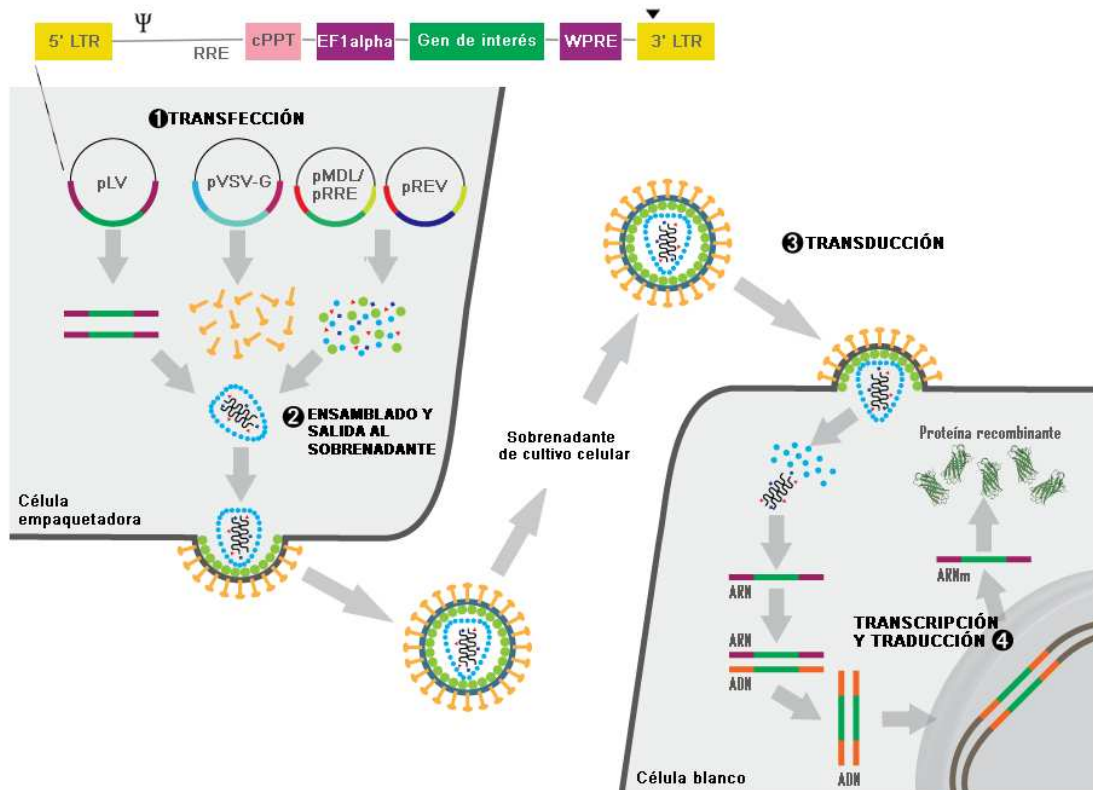 5' LTR
Ψ
RRE
cPPT
EF1alpha
Gen de interés
WPRE
3' LTR
1 TRANSFECCIÓN
pLV
pVSV-G
pMDL/
pRRE
pREV
2 ENSAMBLADO Y
SALIDA AL
SOBRENADANTE
Célula
empaquetadora
Sobrenadante
de cultivo celular
3 TRANSDUCCIÓN
Proteína recombinante
ARN
ARN
ADN
ADN
ARNm
TRANSCRIPCIÓN
Y TRADUCCIÓN 4
Célula blanco